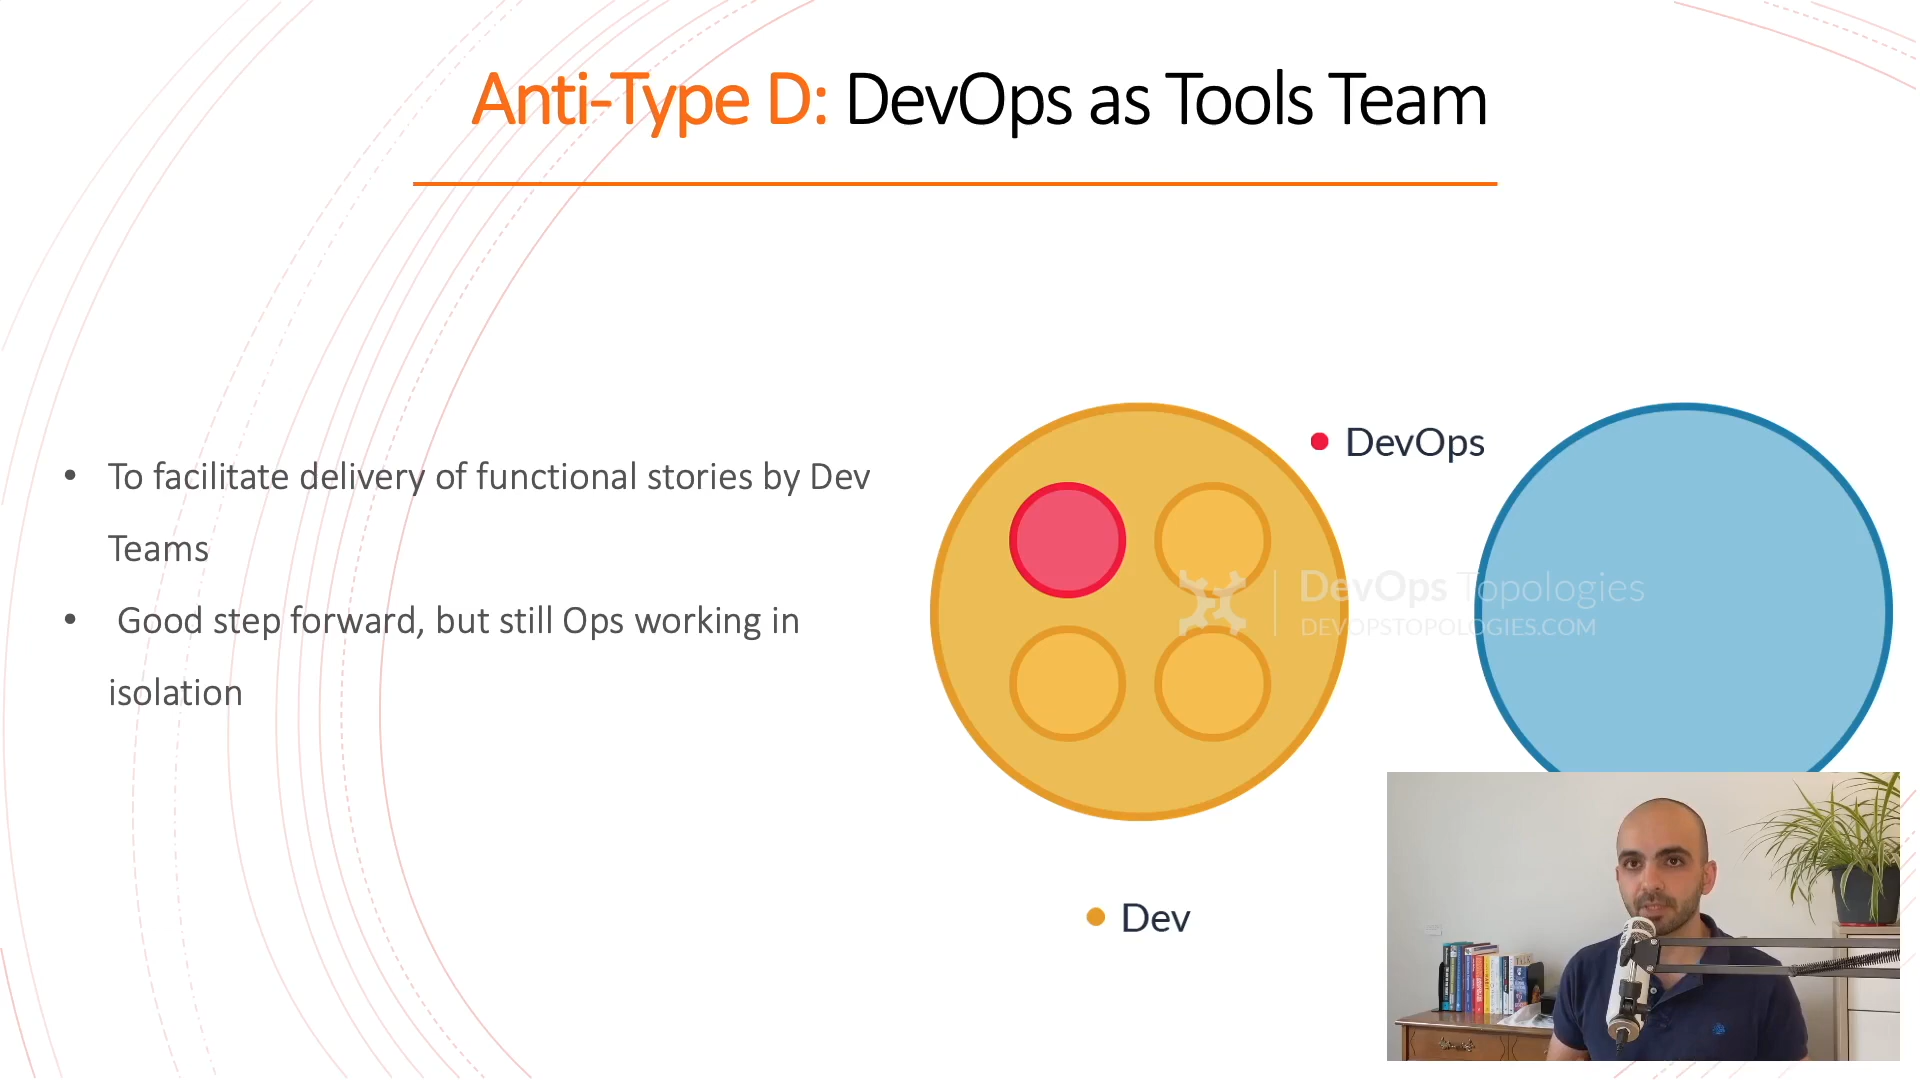 Anti-Type D: DevOps as Tools Team
• To facilitate delivery of functional stories by Dev
Teams
• Good step forward, but still Ops working in
isolation
DevOps
DevOps Topologies
DEVOPSTOPOLOGIES.COM
Dev